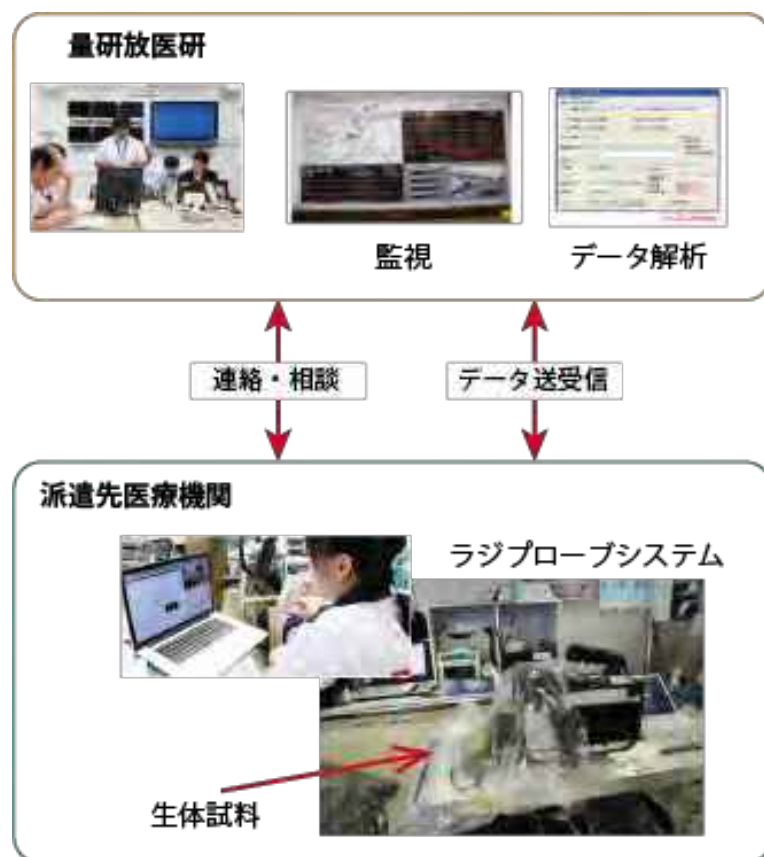 量研放医研
監視
データ解析
連絡・相談
データ送受信
派遣先医療機関
ラジプローブシステム
生体試料